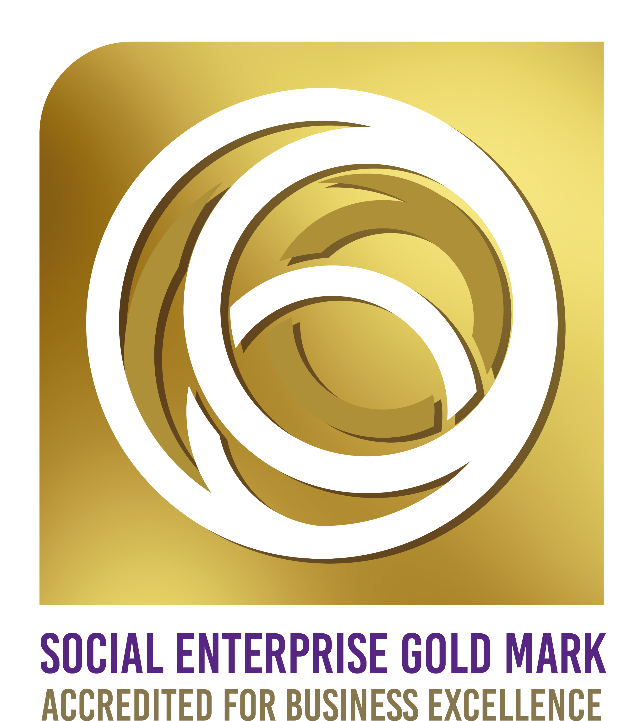 SOCIAL ENTERPRISE GOLD MARK
ACCREDITED FOR BUSINESS EXCELLENCE